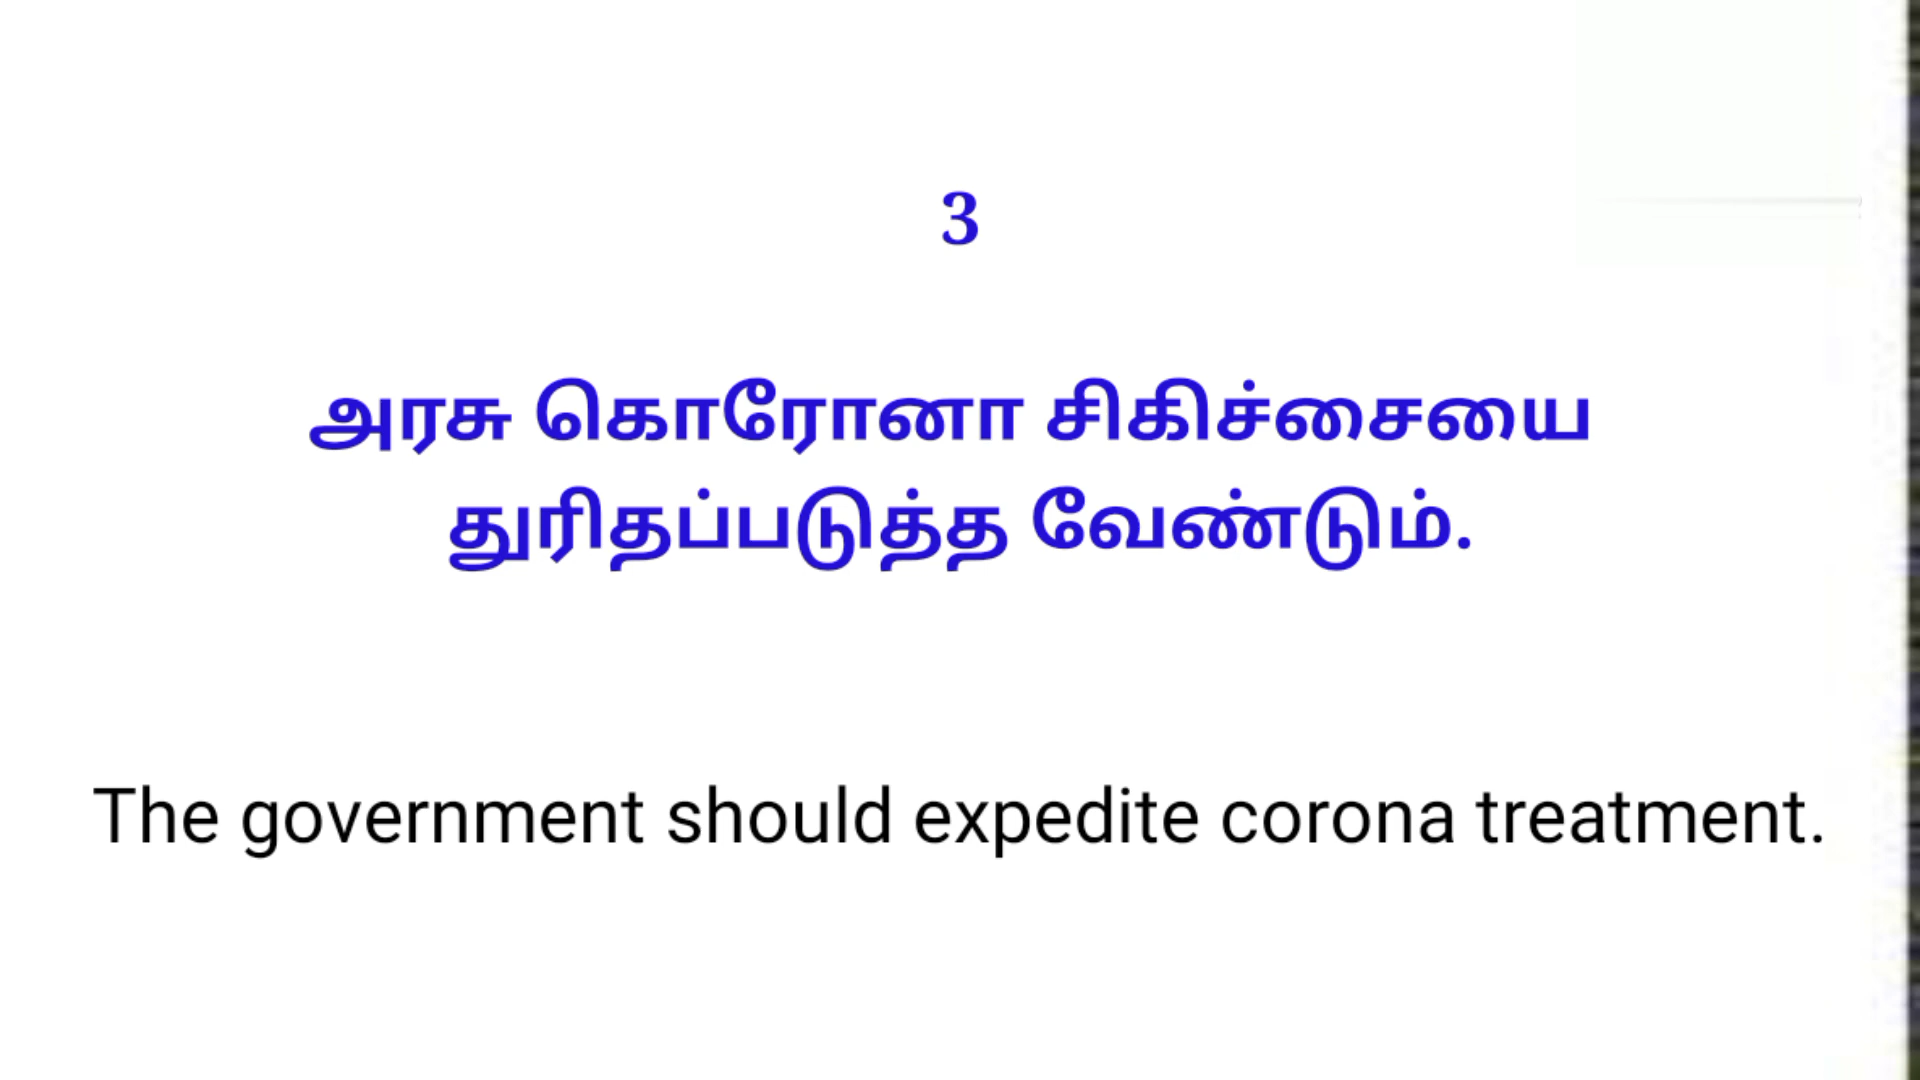 3
அரசு கொரோனா சிகிச்சையை
துரிதப்படுத்த வேண்டும்.
The government should expedite corona treatment.